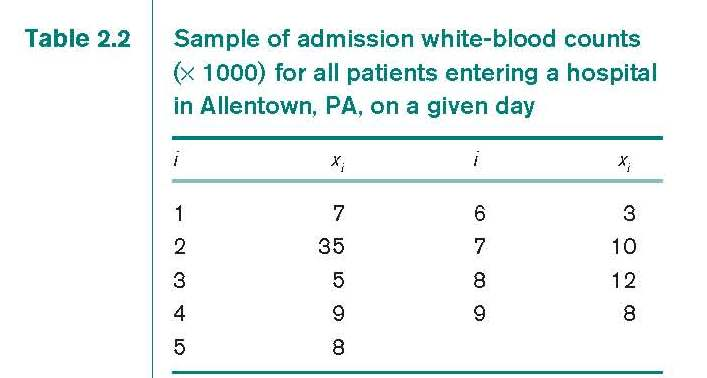 Table 2.2 Sample of admission white-blood counts
(× 1000) for all patients entering a hospital
in Allentown, PA, on a given day
i xi i xi
1 7 6 3
2 35 7 10
3 5 8 12
4 9 9 8
5 8